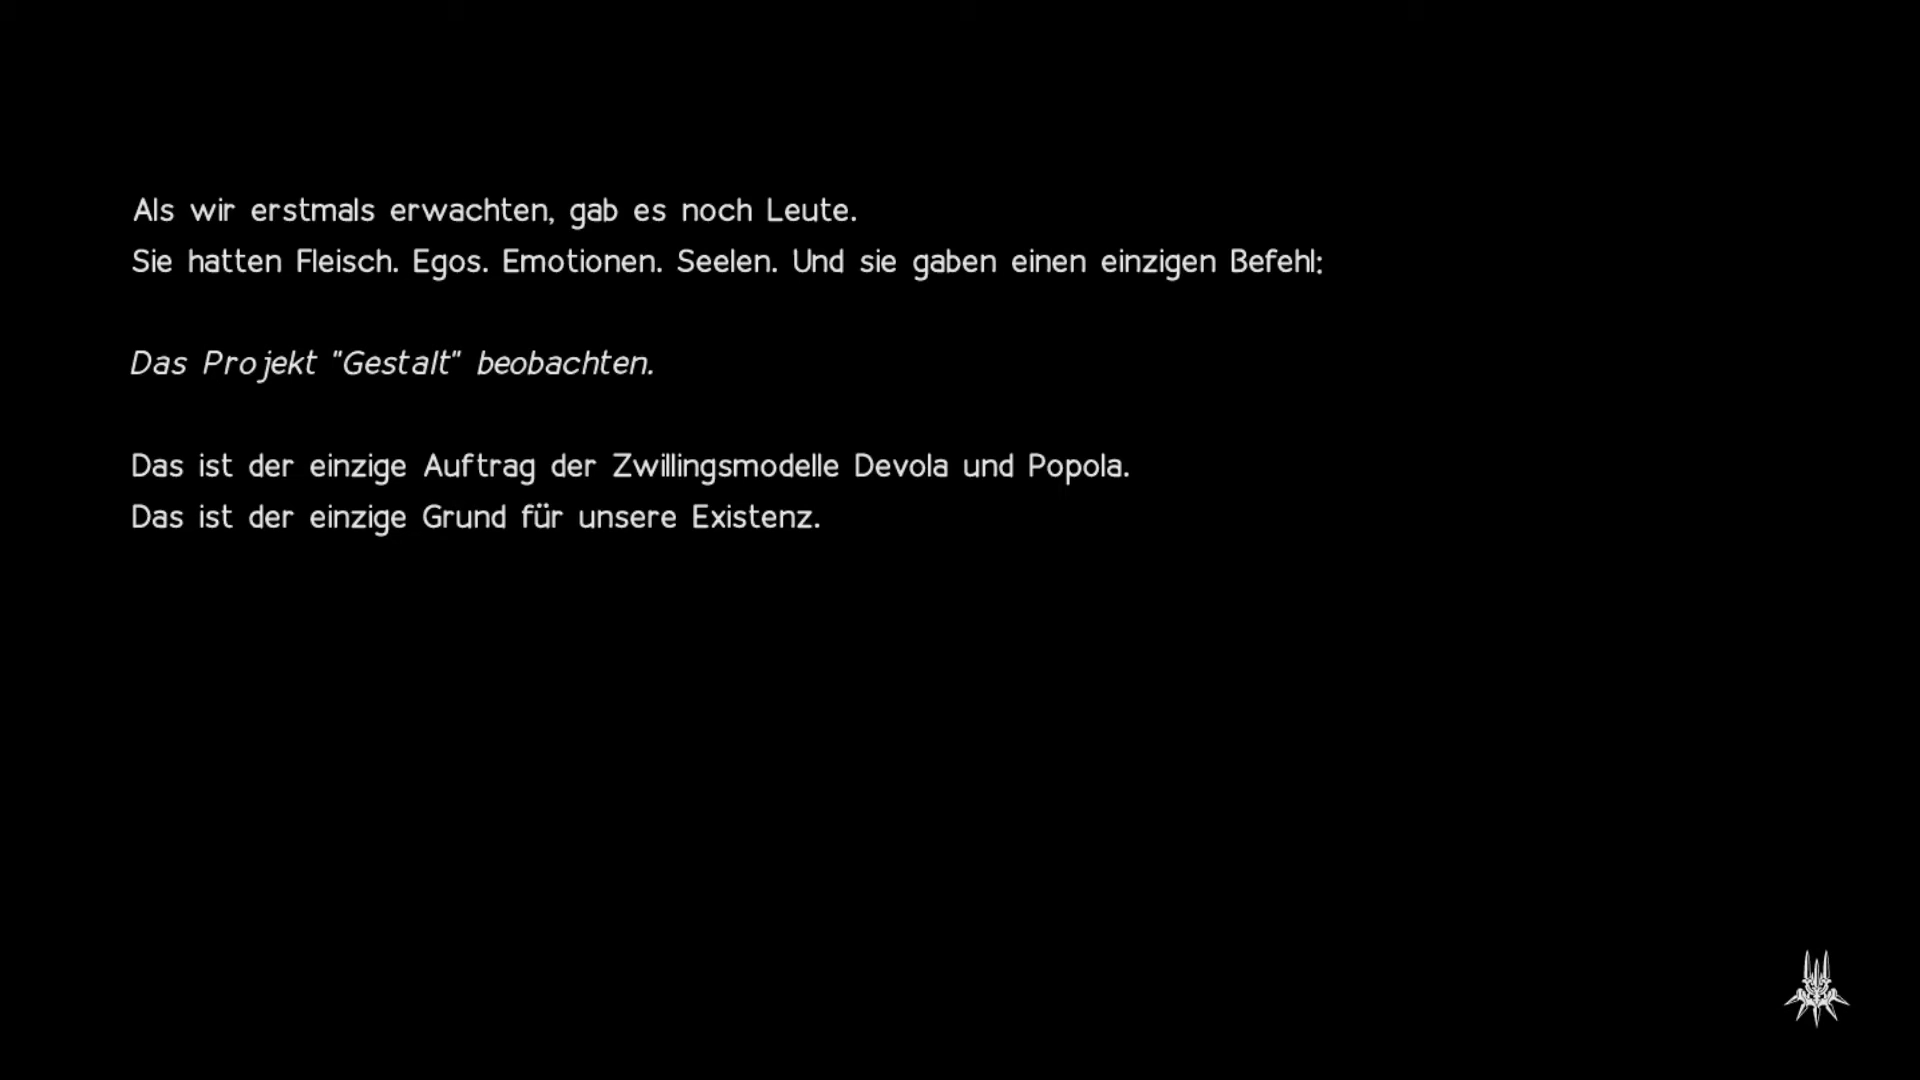 Als wir erstmals erwachten, gab es noch Leute.
Sie hatten Fleisch. Egos. Emotionen. Seelen. Und sie gaben einen einzigen Befehl:
Das Projekt "Gestalt" beobachten.
Das ist der einzige Auftrag der Zwillingsmodelle Devola und Popola.
Das ist der einzige Grund für unsere Existenz.